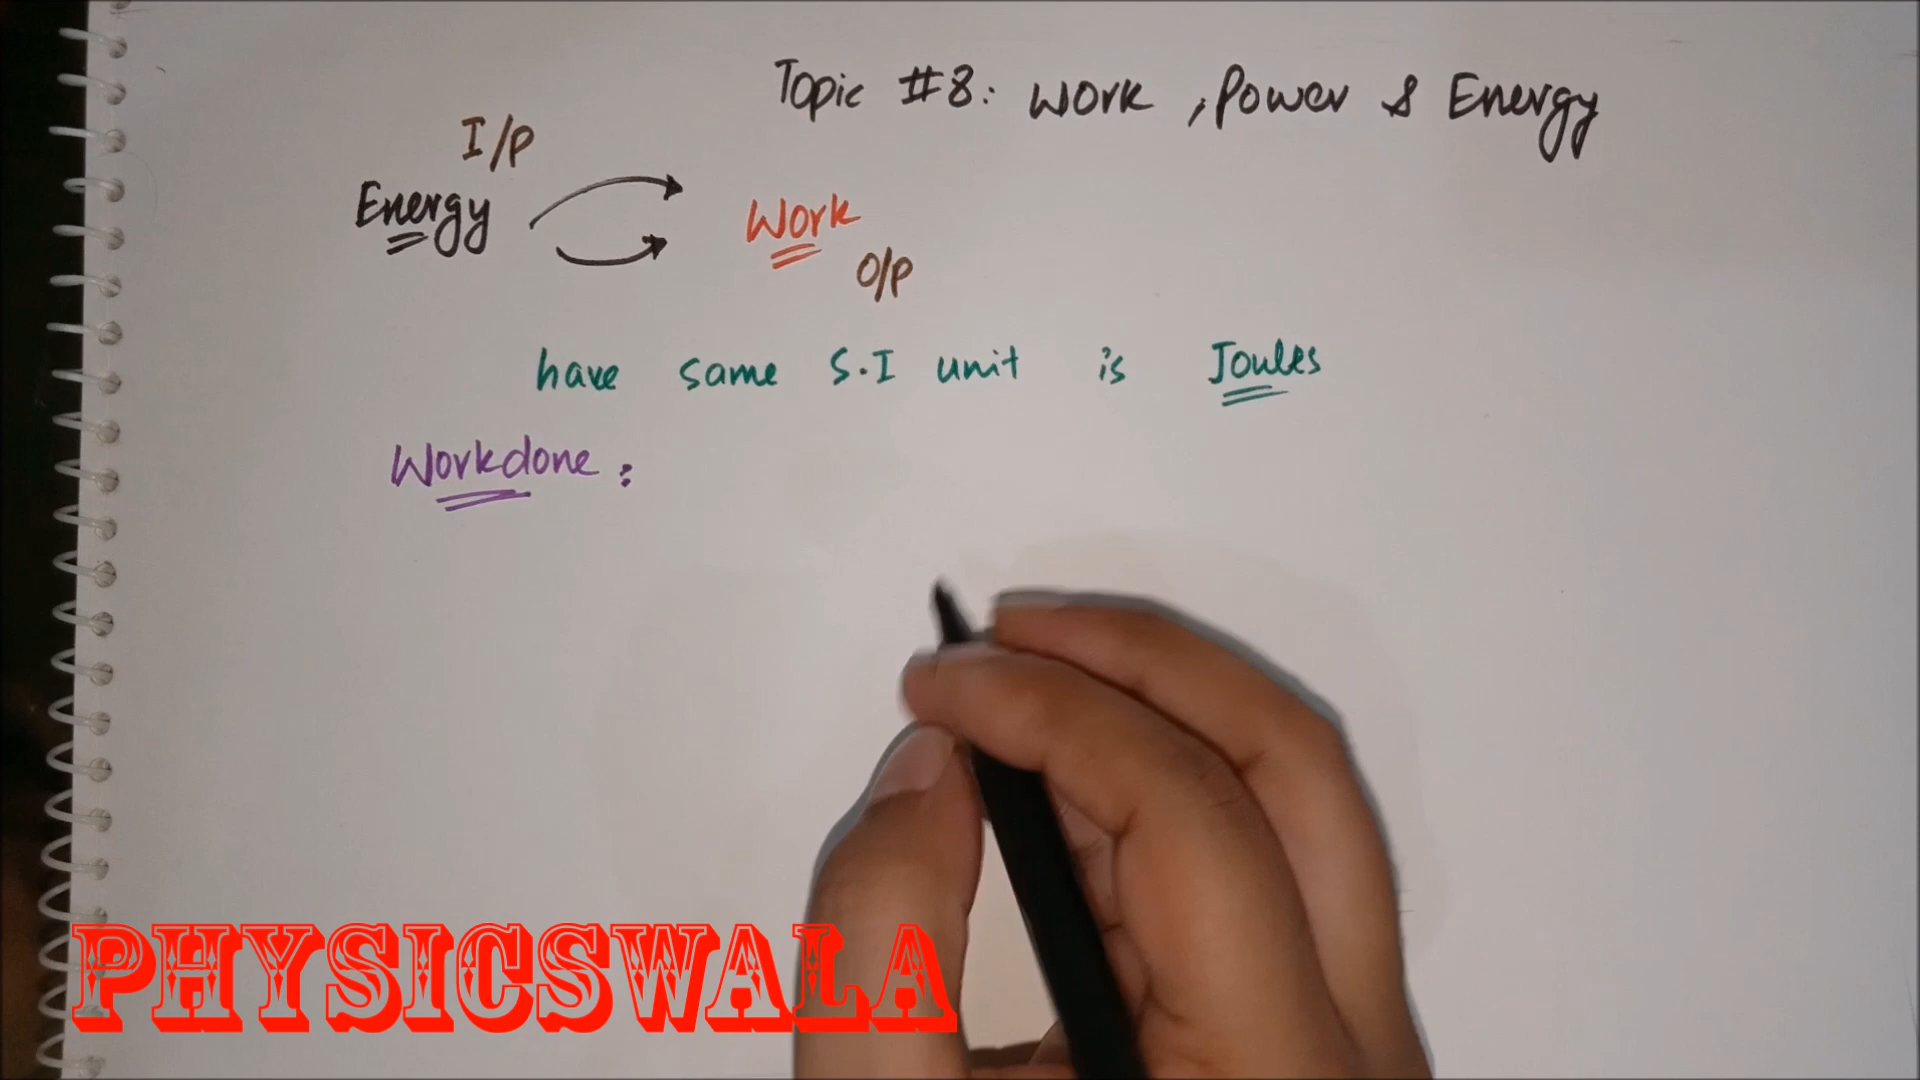 Topic #8: Work, Power & Energy
I/P
Energy
Work
O/P
have same S.I unit is Joules
Workdone:
PHYSICSWALA